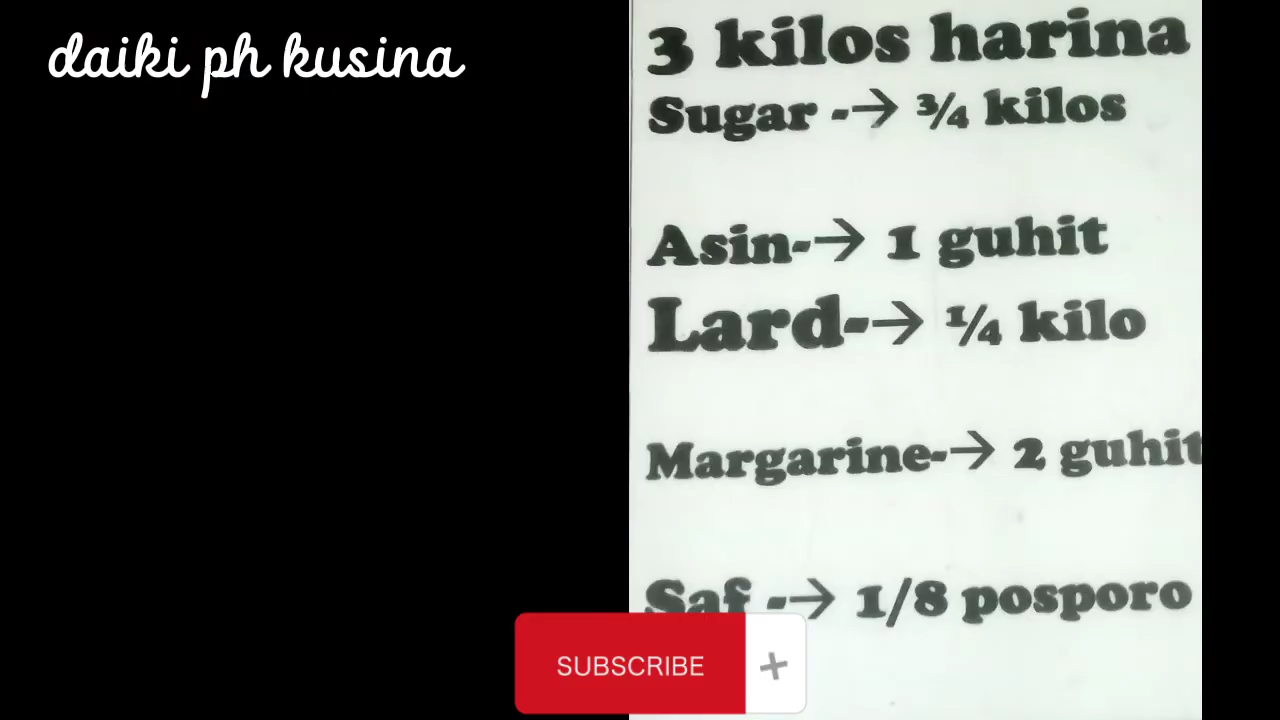 daiki ph kusina
3 kilos harina
Sugar --> ¾ kilos
Asin--> 1 guhit
Lard--> ¼ kilo
Margarine--> 2 guhit
Saf --> 1/8 posporo
SUBSCRIBE +